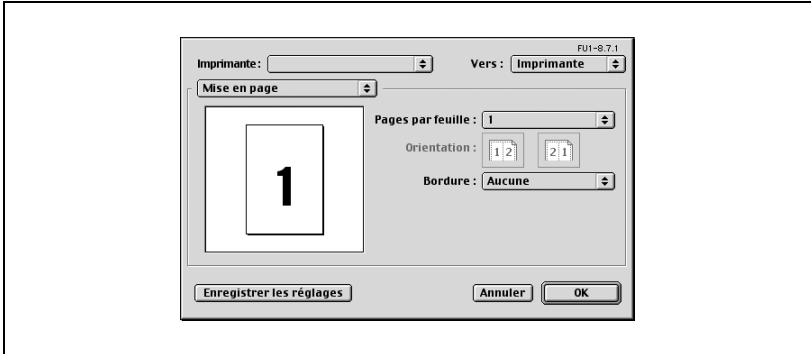 FU1-8.7.1
Imprimante: Vers : Imprimante
Mise en page
Pages par feuille : 1
Orientation : 1 2 2 1
1
Bordure : Aucune
Enregistrer les réglages Annuler OK